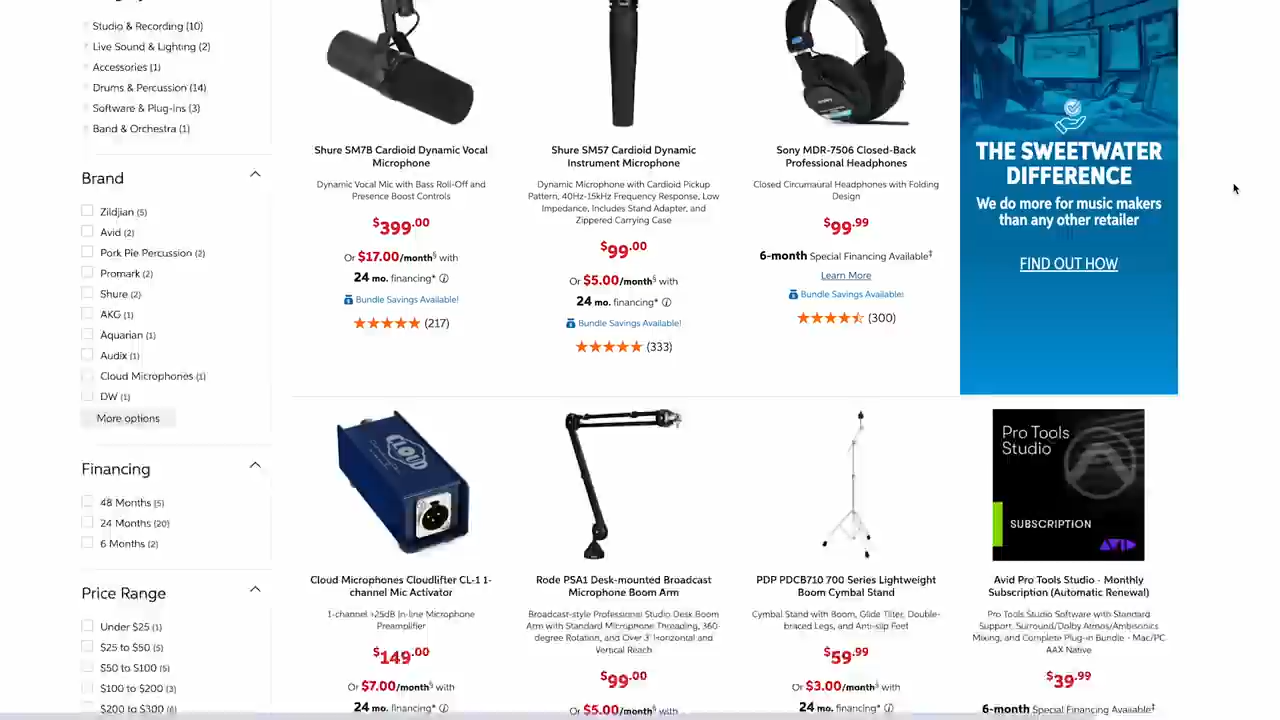 Studio & Recording (10)
Live Sound & Lighting (2)
Accessories (1)
Drums & Percussion (14)
Software & Plug-Ins (3)
Band & Orchestra (1)
Brand
Zildjian (5)
Avid (2)
Pork Pie Percussion (2)
Promark (2)
Shure (2)
AKG (1)
Aquarian (1)
Audix (1)
Cloud Microphones (1)
DW (1)
More options
Financing
48 Months (5)
24 Months (20)
6 Months (2)
Price Range
Under $25 (1)
$25 to $50 (5)
$50 to $100 (5)
$100 to $200 (3)
$200 to $300 (6)
Shure SM7B Cardioid Dynamic Vocal
Microphone
Dynamic Vocal Mic with Bass Roll-Off and
Presence Boost Controls
$399.00
Or $17.00/month§ with
24 mo. financing* ⓘ
Bundle Savings Available!
★★★★★ (217)
Shure SM57 Cardioid Dynamic
Instrument Microphone
Dynamic Microphone with Cardioid Pickup
Pattern, 40Hz-15kHz Frequency Response, Low
Impedance, Includes Stand Adapter, and
Zippered Carrying Case
$99.00
Or $5.00/month§ with
24 mo. financing* ⓘ
Bundle Savings Available!
★★★★★ (333)
Sony MDR-7506 Closed-Back
Professional Headphones
Closed Circumaural Headphones with Folding
Design
$99.99
6-month Special Financing Available‡
Learn More
Bundle Savings Available!
(300)
THE SWEETWATER
DIFFERENCE
We do more for music makers
than any other retailer
FIND OUT HOW
CLOUD
Cloud Microphones Cloudlifter CL-1 1-
channel Mic Activator
1-channel +25dB In-line Microphone
Preamplifier
$149.00
Or $7.00/month§ with
24 mo. financing* ⓘ
Rode PSA1 Desk-mounted Broadcast
Microphone Boom Arm
Broadcast-style Professional Studio Desk Boom
Arm with Standard Microphone Threading, 360-
degree Rotation, and Over 3' Horizontal and
Vertical Reach
$99.00
Or $5.00/month§ with
PDP PDCB710 700 Series Lightweight
Boom Cymbal Stand
Cymbal Stand with Boom, Glide Tilter, Double-
braced Legs, and Anti-slip Feet
$59.99
Or $3.00/month§ with
24 mo. financing* ⓘ
Pro Tools
Studio
SUBSCRIPTION
AVID
Avid Pro Tools Studio - Monthly
Subscription (Automatic Renewal)
Pro Tools Studio Software with Standard
Support, Surround/Dolby Atmos/Ambisonics
Mixing, and Complete Plug-in Bundle - Mac/PC
AAX Native
$39.99
6-month Special Financing Available‡